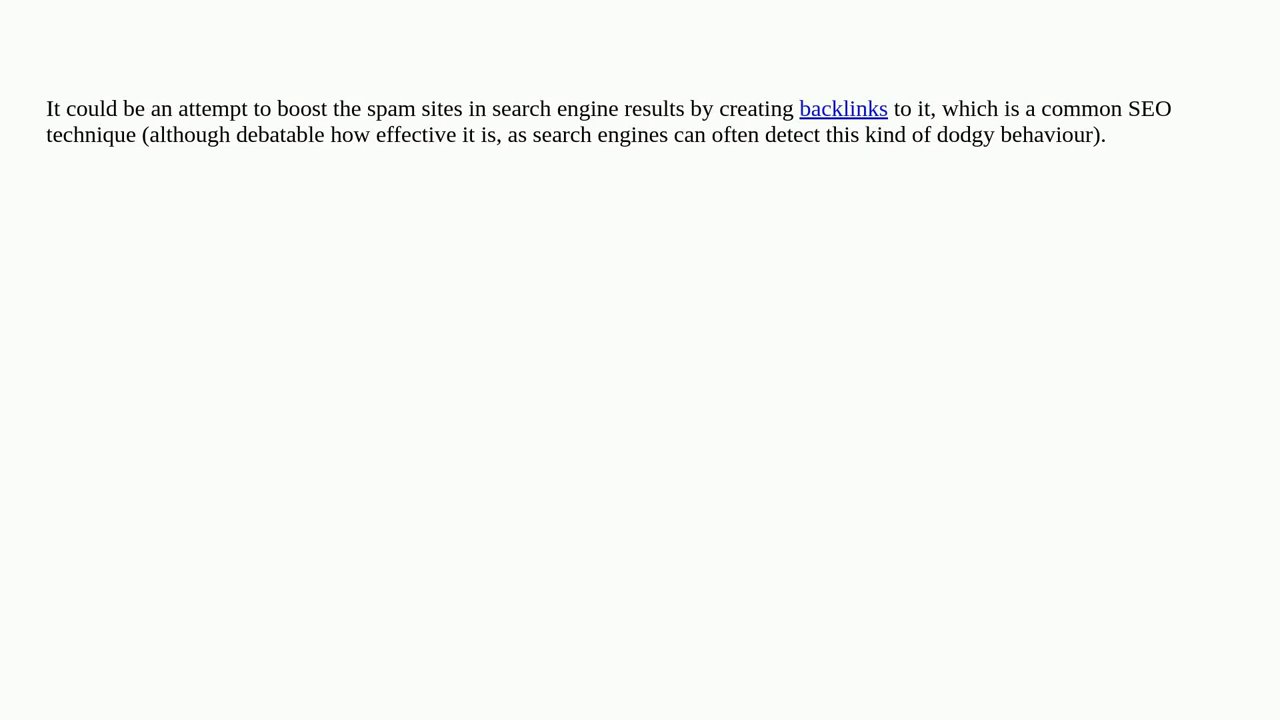 It could be an attempt to boost the spam sites in search engine results by creating backlinks to it, which is a common SEO
technique (although debatable how effective it is, as search engines can often detect this kind of dodgy behaviour).